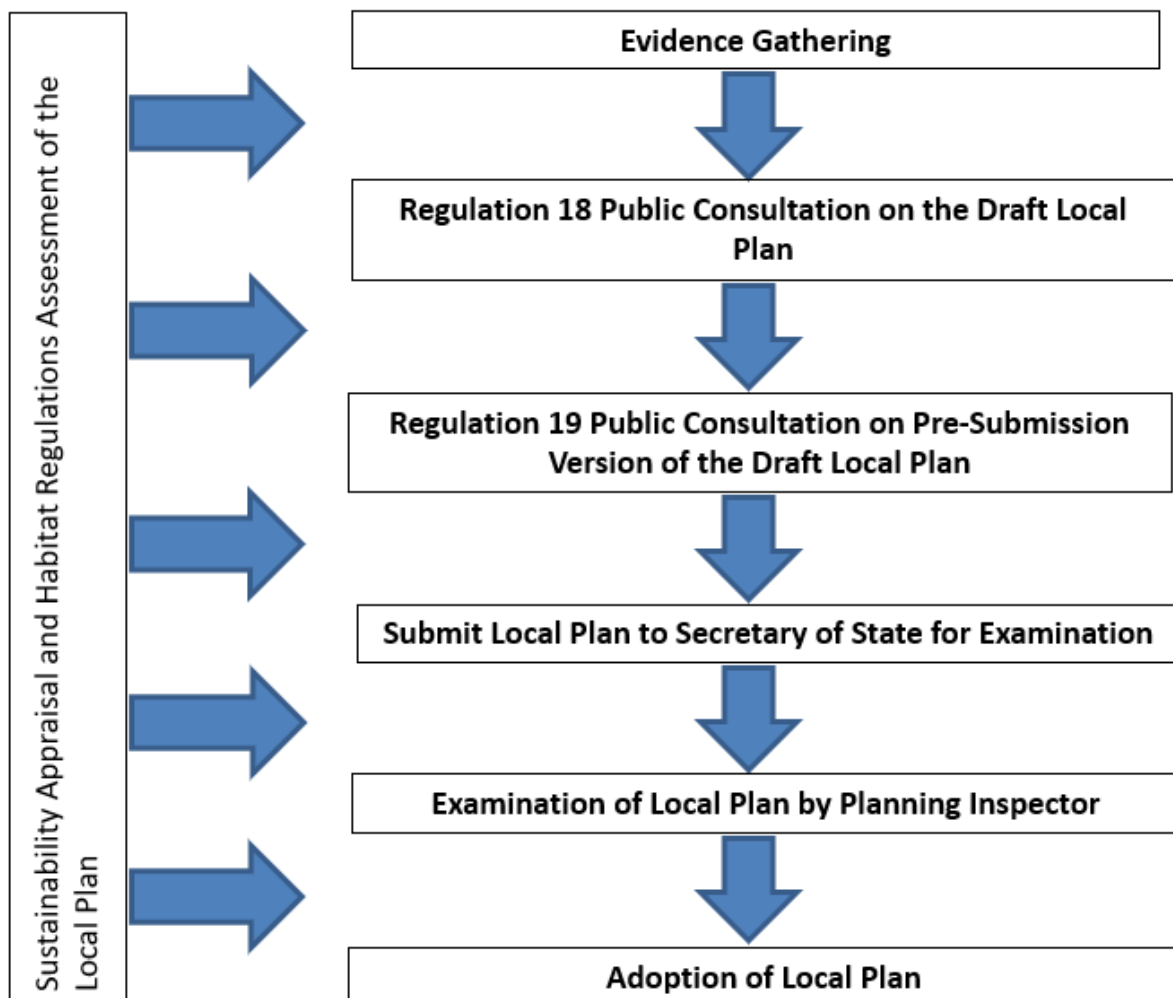 Sustainability Appraisal and Habitat Regulations Assessment of the
Local Plan
Evidence Gathering
Regulation 18 Public Consultation on the Draft Local
Plan
Regulation 19 Public Consultation on Pre-Submission
Version of the Draft Local Plan
Submit Local Plan to Secretary of State for Examination
Examination of Local Plan by Planning Inspector
Adoption of Local Plan